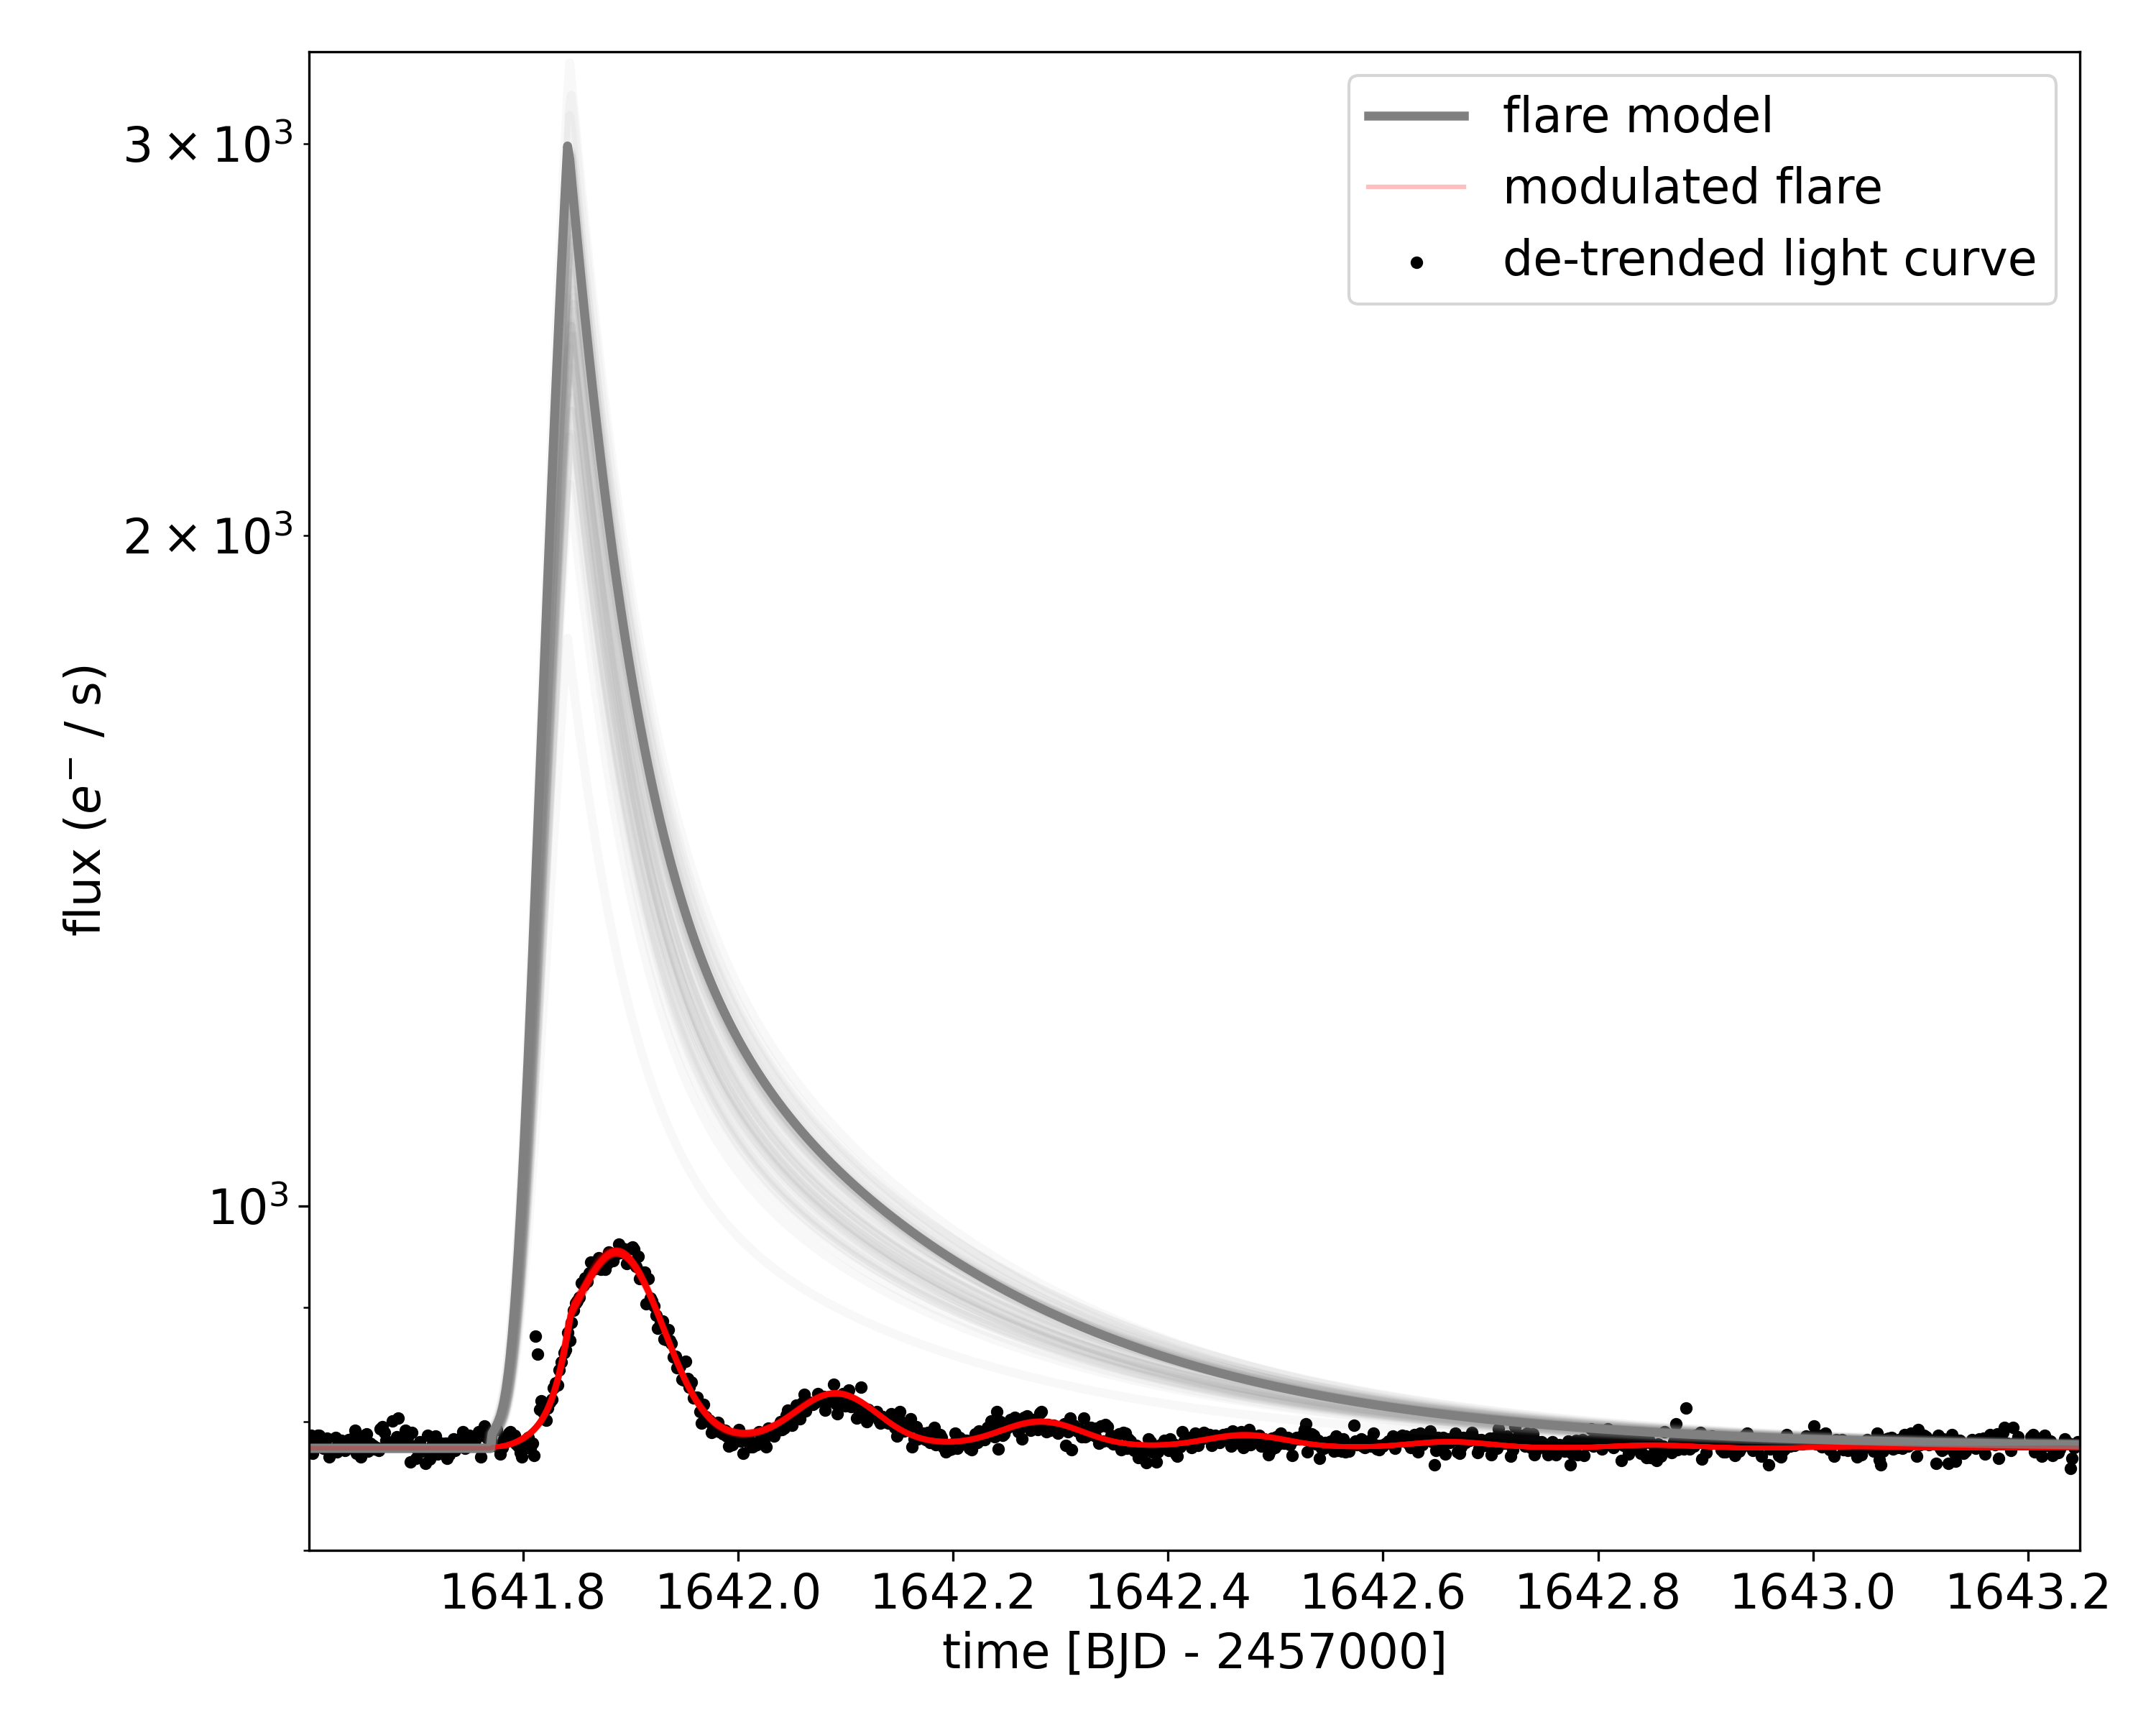 flare model
modulated flare
de-trended light curve
3 × 10³
2 × 10³
10³
flux (e⁻ / s)
1641.8 1642.0 1642.2 1642.4 1642.6 1642.8 1643.0 1643.2
time [BJD - 2457000]